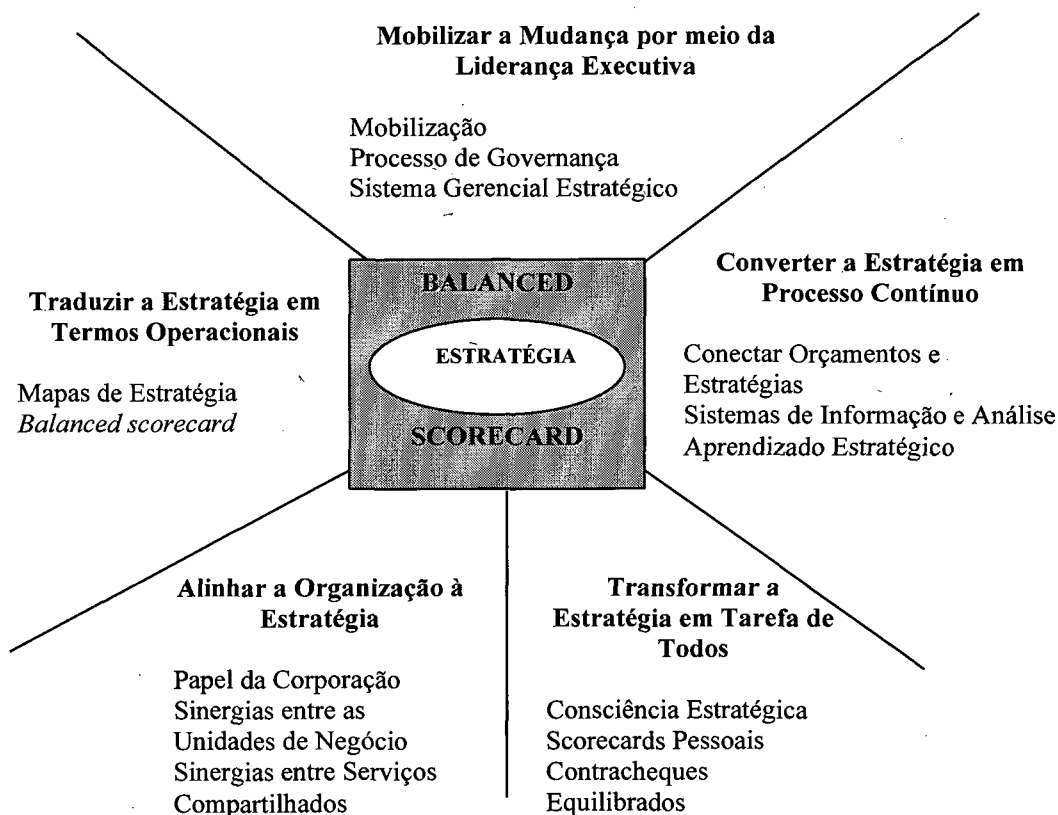 Mobilizar a Mudança por meio da
Liderança Executiva
Mobilização
Processo de Governança
Sistema Gerencial Estratégico
Traduzir a Estratégia em
Termos Operacionais
Mapas de Estratégia
Balanced scorecard
BALANCED
ESTRATÉGIA
SCORECARD
Converter a Estratégia em
Processo Contínuo
Conectar Orçamentos e
Estratégias
Sistemas de Informação e Análise
Aprendizado Estratégico
Alinhar a Organização à
Estratégia
Papel da Corporação
Sinergias entre as
Unidades de Negócio
Sinergias entre Serviços
Compartilhados
Transformar a
Estratégia em Tarefa de
Todos
Consciência Estratégica
Scorecards Pessoais
Contracheques
Equilibrados